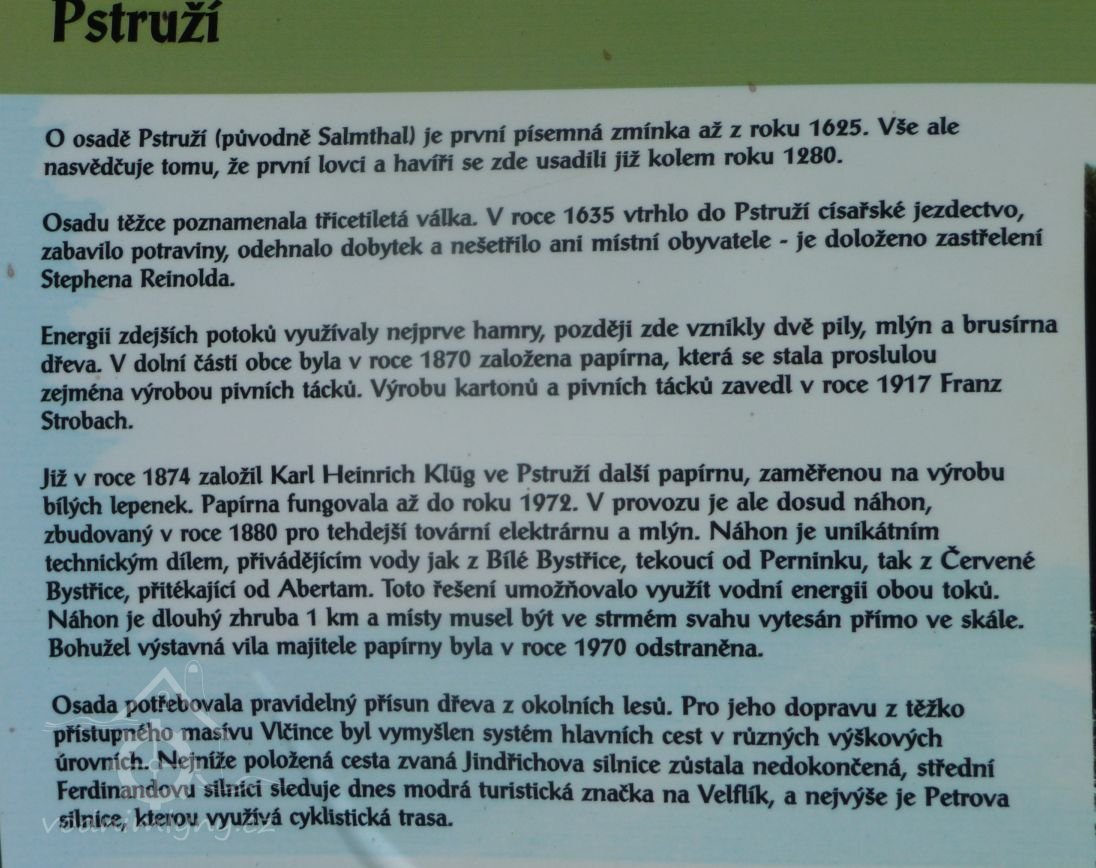 Pstruží
O osadě Pstruží (původně Salmthal) je první písemná zmínka až z roku 1625. Vše ale
nasvědčuje tomu, že první lovci a havíři se zde usadili již kolem roku 1280.
Osadu těžce poznamenala třicetiletá válka. V roce 1635 vtrhlo do Pstruží císařské jezdectvo,
zabavilo potraviny, odehnalo dobytek a nešetřilo ani místní obyvatele - je doloženo zastřelení
Stephena Reinolda.
Energii zdejších potoků využívaly nejprve hamry, později zde vznikly dvě pily, mlýn a brusírna
dřeva. V dolní části obce byla v roce 1870 založena papírna, která se stala proslulou
zejména výrobou pivních tácků. Výrobu kartonů a pivních tácků zavedl v roce 1917 Franz
Strobach.
Již v roce 1874 založil Karl Heinrich Klüg ve Pstruží další papírnu, zaměřenou na výrobu
bílých lepenek. Papírna fungovala až do roku 1972. V provozu je ale dosud náhon,
zbudovaný v roce 1880 pro tehdejší tovární elektrárnu a mlýn. Náhon je unikátním
technickým dílem, přivádějícím vody jak z Bílé Bystřice, tekoucí od Perninku, tak z Červené
Bystřice, přitékající od Abertam. Toto řešení umožňovalo využít vodní energii obou toků.
Náhon je dlouhý zhruba 1 km a místy musel být ve strmém svahu vytesán přímo ve skále.
Bohužel výstavná vila majitele papírny byla v roce 1970 odstraněna.
Osada potřebovala pravidelný přísun dřeva z okolních lesů. Pro jeho dopravu z těžko
přístupného masívu Vlčince byl vymyšlen systém hlavních cest v různých výškových
úrovních. Nejníže položená cesta zvaná Jindřichova silnice zůstala nedokončená, střední
Ferdinandovu silnici sleduje dnes modrá turistická značka na Velflík, a nejvýše je Petrova
silnice, kterou využívá cyklistická trasa.
vodnimlyny.cz